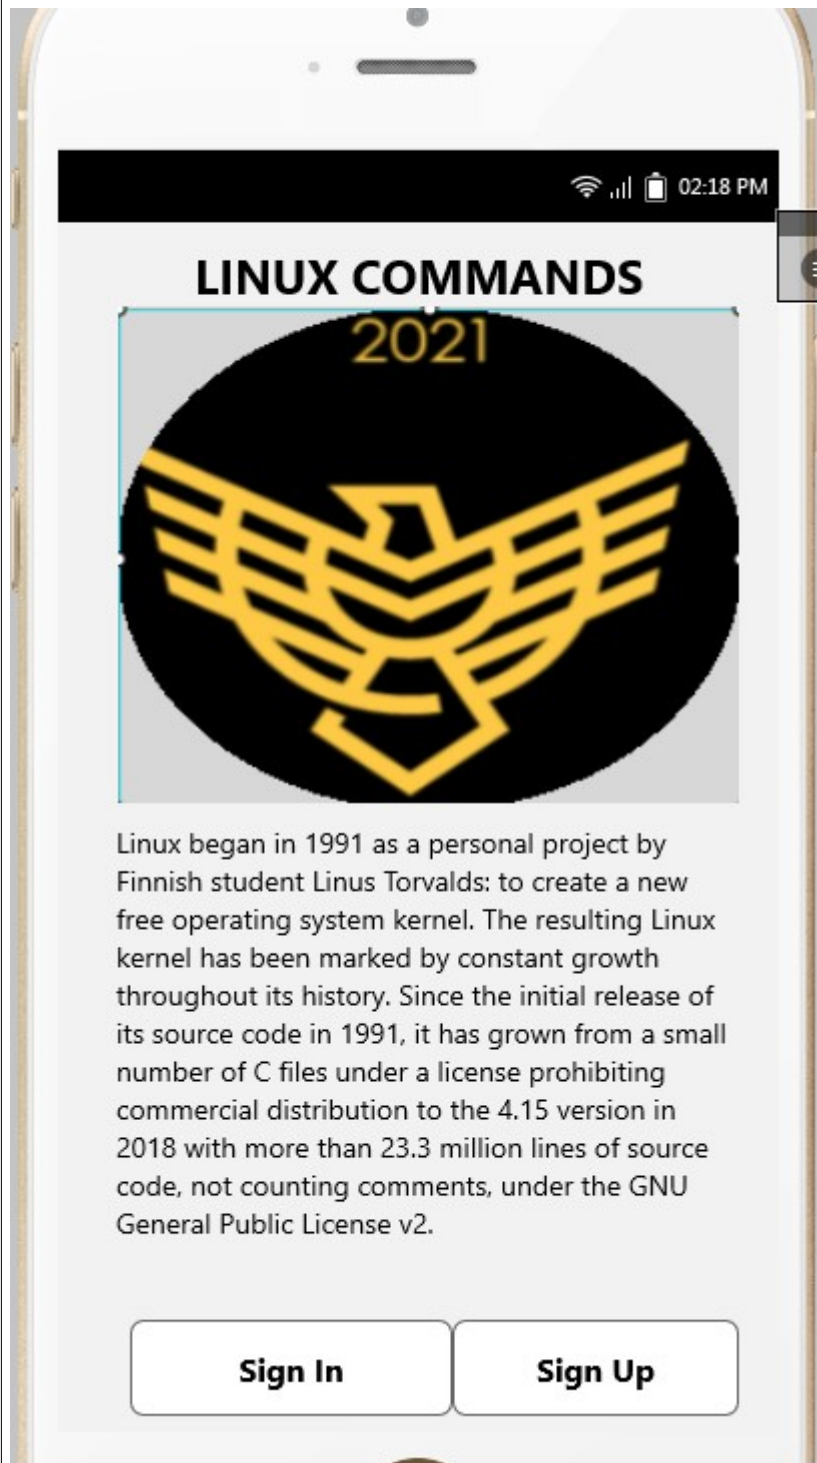 02:18 PM
LINUX COMMANDS
2021
Linux began in 1991 as a personal project by
Finnish student Linus Torvalds: to create a new
free operating system kernel. The resulting Linux
kernel has been marked by constant growth
throughout its history. Since the initial release of
its source code in 1991, it has grown from a small
number of C files under a license prohibiting
commercial distribution to the 4.15 version in
2018 with more than 23.3 million lines of source
code, not counting comments, under the GNU
General Public License v2.
Sign In
Sign Up